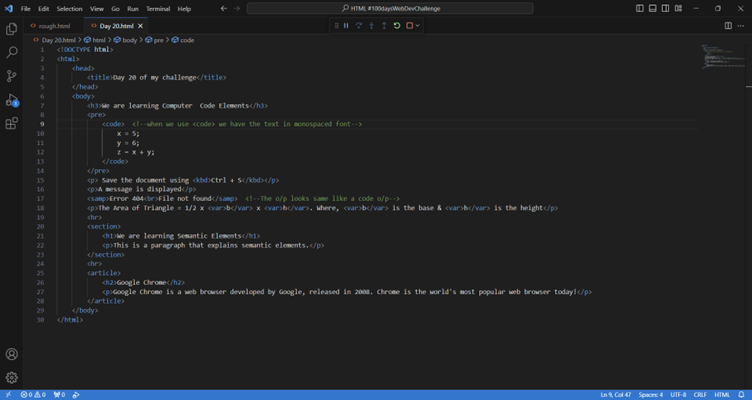 File Edit Selection View Go Run Terminal Help HTML #100daysWebDevChallenge
rough.html Day 20.html
Day 20.html > html > body > pre > code
1 <!DOCTYPE html>
2 <html>
3 <head>
4 <title>Day 20 of my challenge</title>
5 </head>
6 <body>
7 <h3>We are learning Computer Code Elements</h3>
8 <pre>
9 <code> <!--when we use <code> we have the text in monospaced font-->
10 x = 5;
11 y = 6;
12 z = x + y;
13 </code>
14 </pre>
15 <p> Save the document using <kbd>Ctrl + S</kbd></p>
16 <p>A message is displayed</p>
17 <samp>Error 404<br>File not found</samp> <!--The o/p looks same like a code o/p-->
18 <p>The Area of Triangle = 1/2 x <var>b</var> x <var>h</var>. Where, <var>b</var> is the base & <var>h</var> is the height</p>
19 <hr>
20 <section>
21 <h1>We are learning Semantic Elements</h1>
22 <p>This is a paragraph that explains semantic elements.</p>
23 </section>
24 <hr>
25 <article>
26 <h2>Google Chrome</h2>
27 <p>Google Chrome is a web browser developed by Google, released in 2008. Chrome is the world's most popular web browser today!</p>
28 </article>
29 </body>
30 </html>
0 0 0 Ln 9, Col 47 Spaces: 4 UTF-8 CRLF HTML